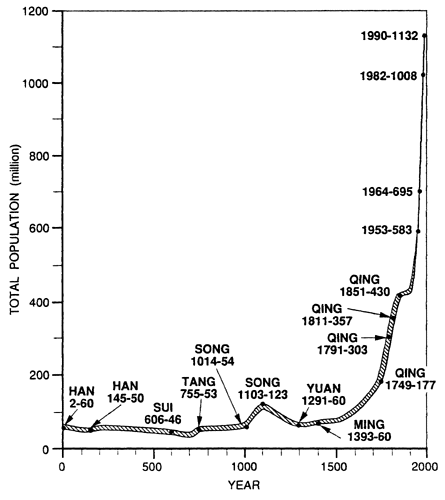 1200
1000
800
600
400
200
0
TOTAL POPULATION (million)
1990-1132
1982-1008
1964-695
1953-583
QING
1851-430
QING
1811-357
QING
1791-303
QING
1749-177
SONG
1014-54
HAN
2-60
HAN
145-50
SUI
606-46
TANG
755-53
SONG
1103-123
YUAN
1291-60
MING
1393-60
0
500
1000
1500
2000
YEAR